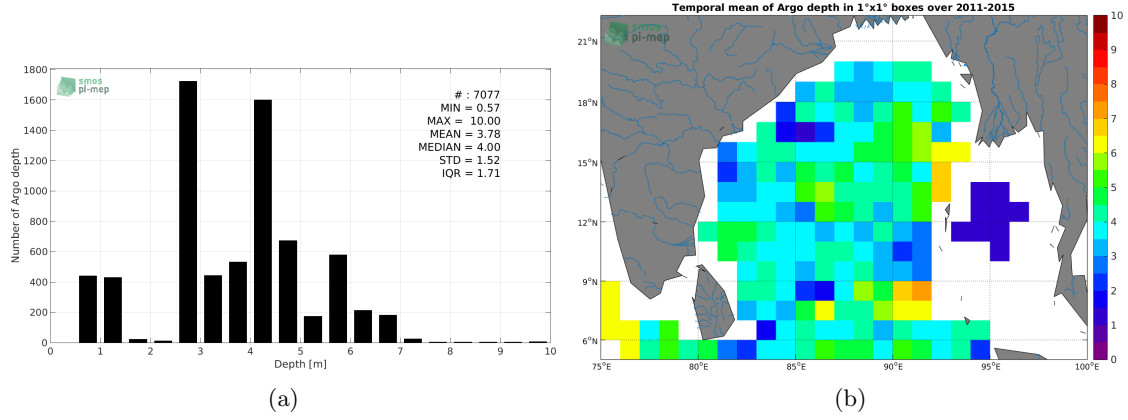 smos
pi-mep
1800
1600
1400
1200
1000
800
600
400
200
0
Number of Argo depth
# : 7077
MIN = 0.57
MAX = 10.00
MEAN = 3.78
MEDIAN = 4.00
STD = 1.52
IQR = 1.71
0 1 2 3 4 5 6 7 8 9 10
Depth [m]
(a)
Temporal mean of Argo depth in 1°x1° boxes over 2011-2015
smos
pi-mep
21°N
18°N
15°N
12°N
9°N
6°N
75°E 80°E 85°E 90°E 95°E 100°E
10
9
8
7
6
5
4
3
2
1
0
(b)